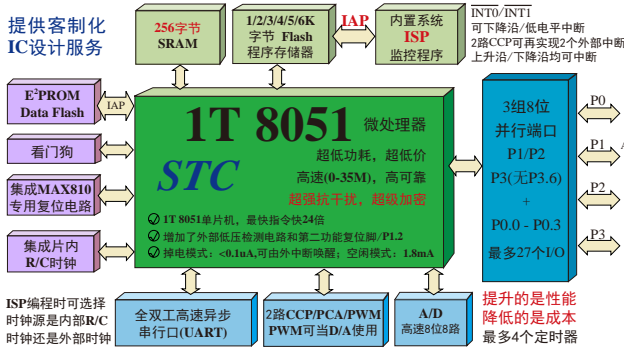 提供客制化
IC设计服务
256字节
SRAM
1/2/3/4/5/6K
字节 Flash
程序存储器
IAP
内置系统
ISP
监控程序
INT0/INT1
可下降沿/低电平中断
2路CCP可再实现2个外部中断
上升沿/下降沿均可中断
E²PROM
Data Flash
IAP
看门狗
集成MAX810
专用复位电路
集成片内
R/C时钟
1T 8051 微处理器
STC
超低功耗，超低价
高速(0-35M)，高可靠
超强抗干扰，超级加密
1T 8051单片机，最快指令快24倍
增加了外部低压检测电路和第二功能复位脚/P1.2
掉电模式：<0.1uA,可由外中断唤醒；空闲模式：1.8mA
3组8位
并行端口
P1/P2
P3(无P3.6)
+
P0.0 - P0.3
最多27个I/O
P0
P1
P2
P3
ISP编程时可选择
时钟源是内部R/C
时钟还是外部时钟
全双工高速异步
串行口(UART)
2路CCP/PCA/PWM
PWM可当D/A使用
A/D
高速8位8路
提升的是性能
降低的是成本
最多4个定时器